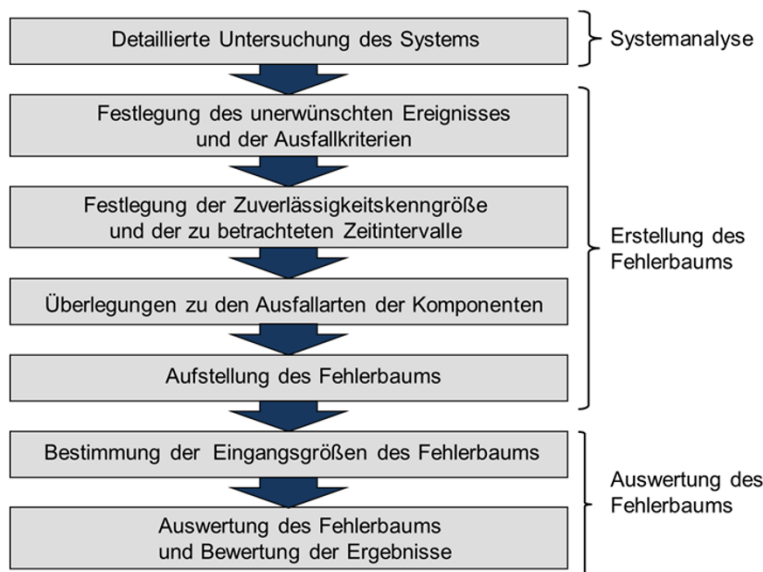 Detaillierte Untersuchung des Systems
Systemanalyse
Festlegung des unerwünschten Ereignisses
und der Ausfallkriterien
Festlegung der Zuverlässigkeitskenngröße
und der zu betrachteten Zeitintervalle
Überlegungen zu den Ausfallarten der Komponenten
Aufstellung des Fehlerbaums
Erstellung des
Fehlerbaums
Bestimmung der Eingangsgrößen des Fehlerbaums
Auswertung des Fehlerbaums
und Bewertung der Ergebnisse
Auswertung des
Fehlerbaums